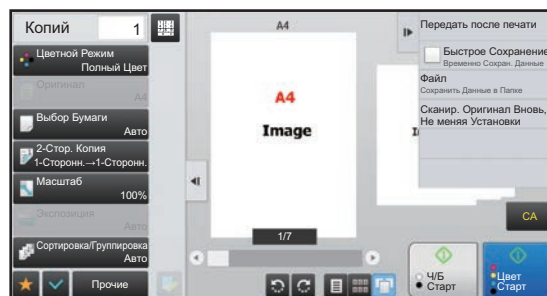 Копий 1
Цветной Режим
Полный Цвет
Оригинал
A4
Выбор Бумаги
Авто
2-Стор. Копия
1-Сторонн.→1-Сторонн.
Масштаб
100%
Экспозиция
Авто
Сортировка/Группировка
Авто
Прочие
A4
A4
Image
1/7
Передать после печати
Быстрое Сохранение
Временно Сохран. Данные
Файл
Сохранить Данные в Папке
Сканир. Оригинал Вновь,
Не меняя Установки
CA
Ч/Б
Старт
Цвет
Старт